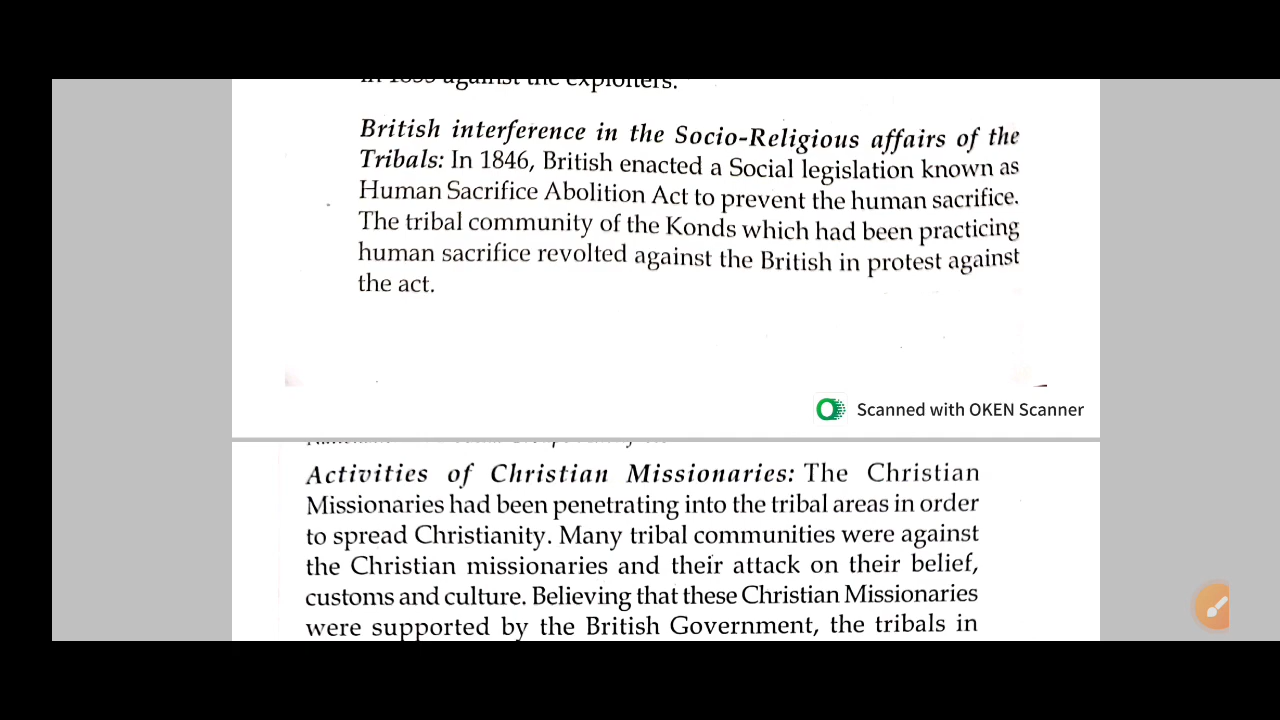 in 1855 against the exploiters.
British interference in the Socio-Religious affairs of the
Tribals: In 1846, British enacted a Social legislation known as
Human Sacrifice Abolition Act to prevent the human sacrifice.
The tribal community of the Konds which had been practicing
human sacrifice revolted against the British in protest against
the act.
Scanned with OKEN Scanner
Activities of Christian Missionaries: The Christian
Missionaries had been penetrating into the tribal areas in order
to spread Christianity. Many tribal communities were against
the Christian missionaries and their attack on their belief,
customs and culture. Believing that these Christian Missionaries
were supported by the British Government, the tribals in